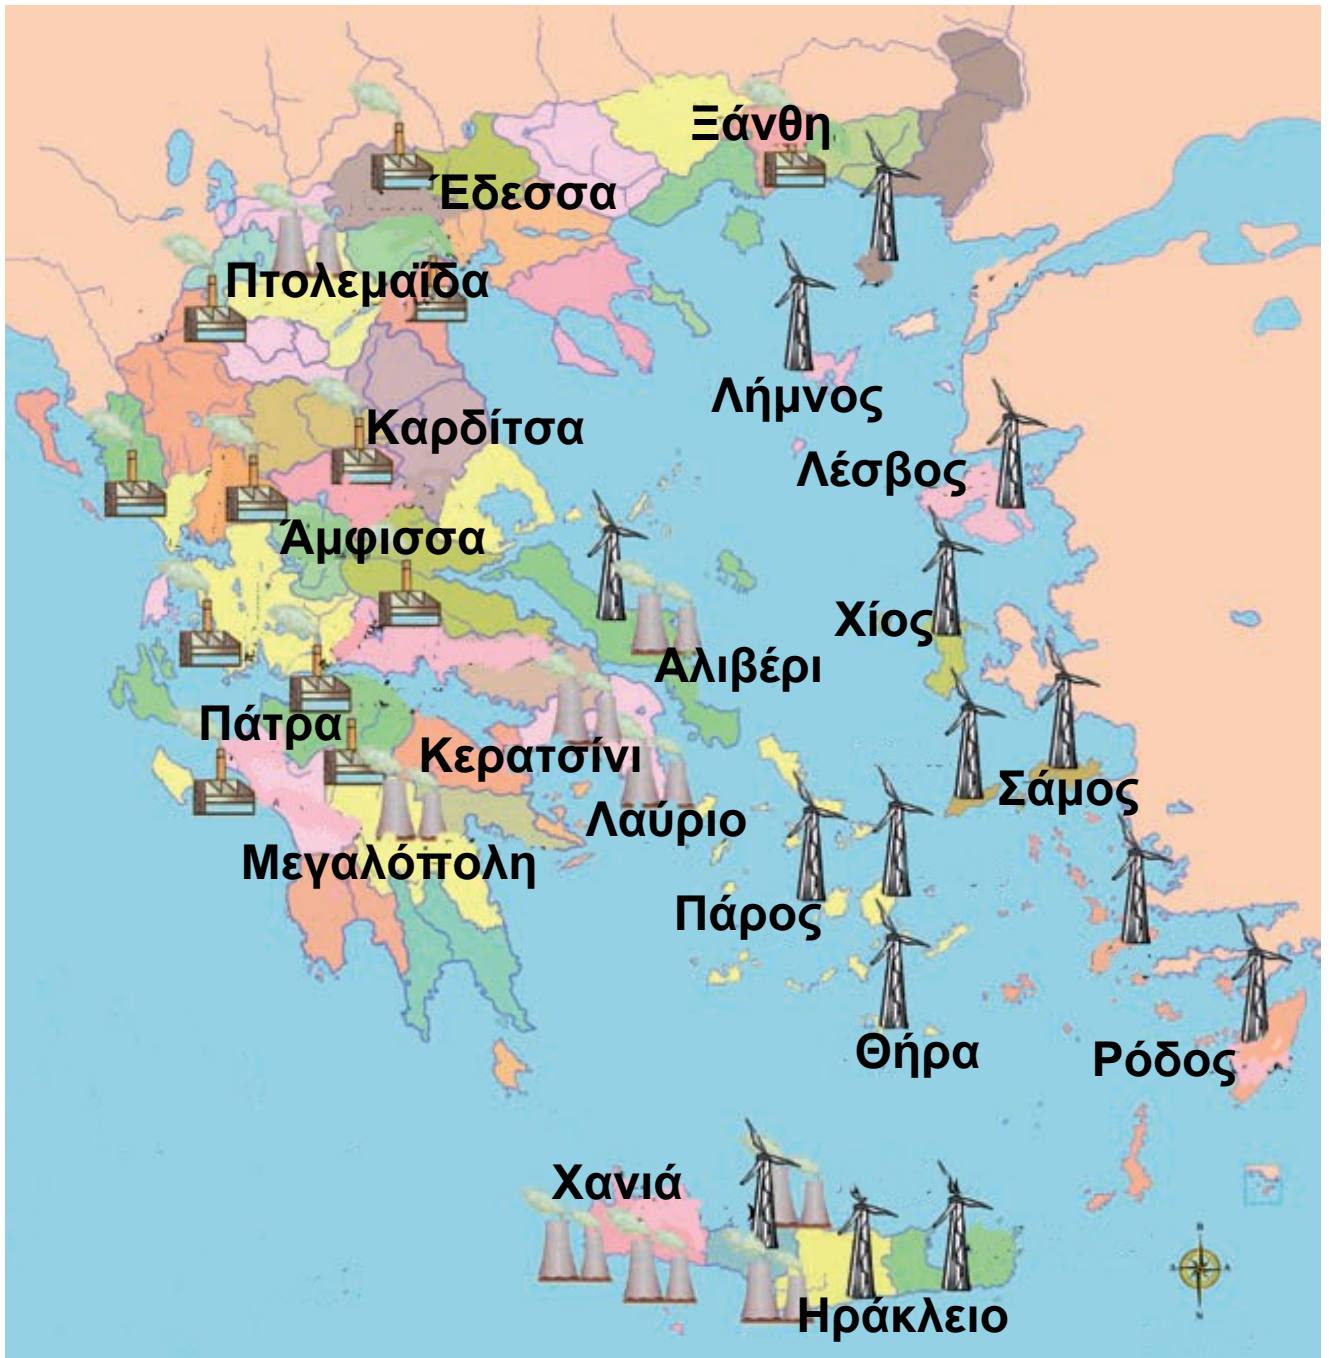 Ξάνθη
Έδεσσα
Πτολεμαΐδα
Λήμνος
Καρδίτσα
Λέσβος
Άμφισσα
Χίος
Αλιβέρι
Πάτρα
Κερατσίνι
Σάμος
Λαύριο
Μεγαλόπολη
Πάρος
Θήρα
Ρόδος
Χανιά
Ηράκλειο